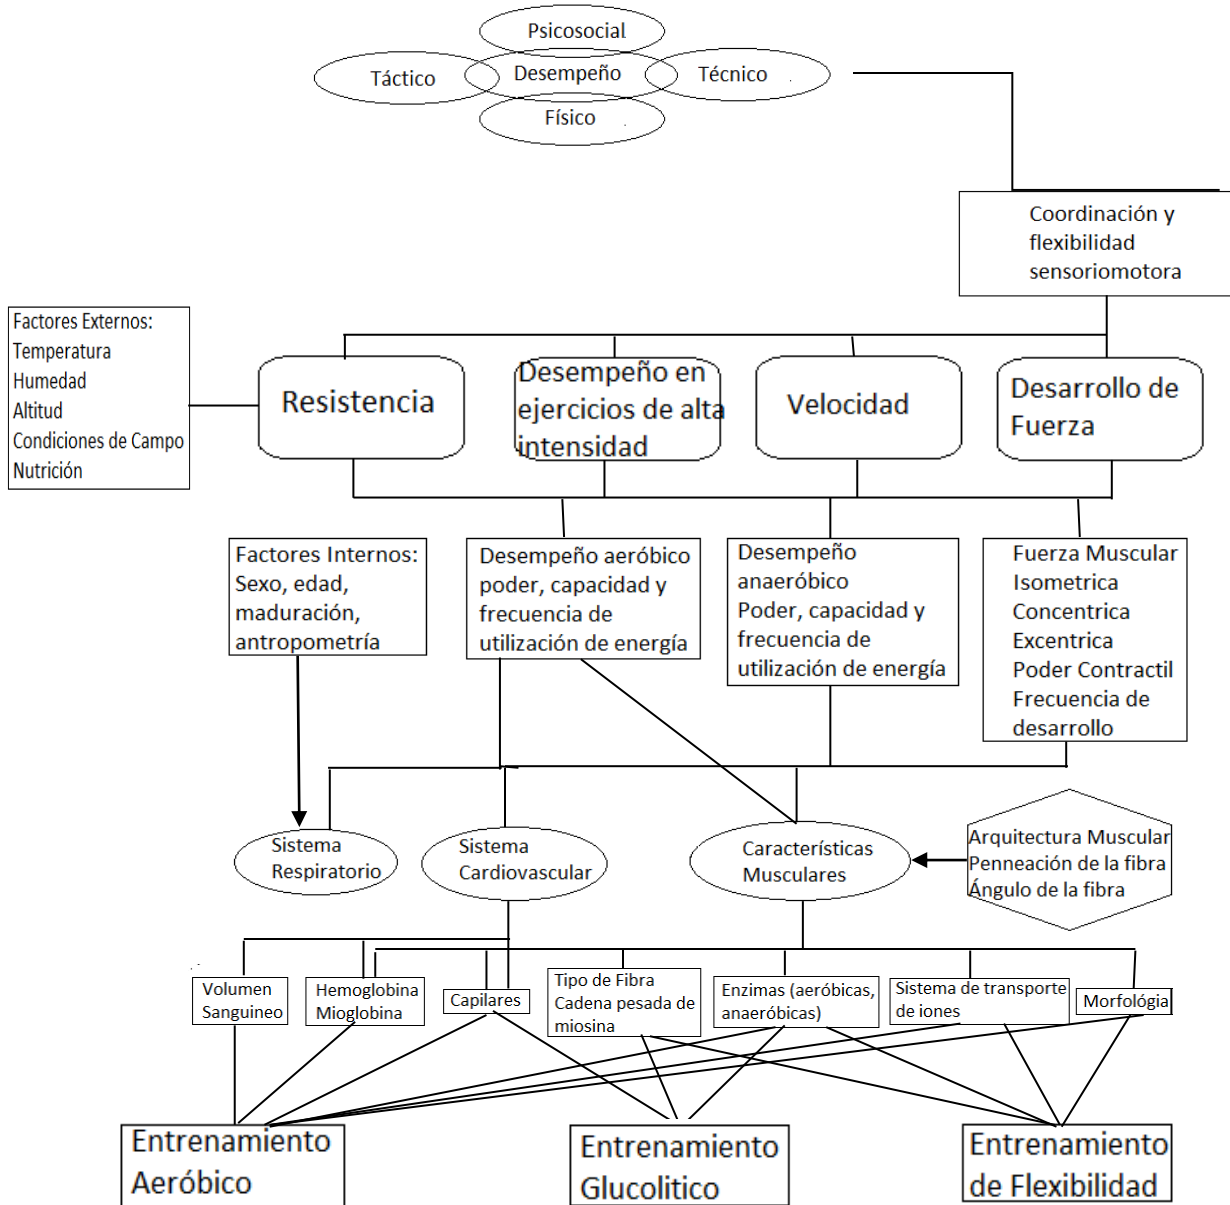 Psicosocial
Táctico
Desempeño
Técnico
Físico
Coordinación y
flexibilidad
sensoriomotora
Factores Externos:
Temperatura
Humedad
Altitud
Condiciones de Campo
Nutrición
Resistencia
Desempeño en
ejercicios de alta
intensidad
Velocidad
Desarrollo de
Fuerza
Factores Internos:
Sexo, edad,
maduración,
antropometría
Desempeño aeróbico
poder, capacidad y
frecuencia de
utilización de energía
Desempeño
anaeróbico
Poder, capacidad y
frecuencia de
utilización de energía
Fuerza Muscular
Isometrica
Concentrica
Excentrica
Poder Contractil
Frecuencia de
desarrollo
Sistema
Respiratorio
Sistema
Cardiovascular
Características
Musculares
Arquitectura Muscular
Penneación de la fibra
Ángulo de la fibra
Volumen
Sanguineo
Hemoglobina
Mioglobina
Capilares
Tipo de Fibra
Cadena pesada de
miosina
Enzimas (aeróbicas,
anaeróbicas)
Sistema de transporte
de iones
Morfológia
Entrenamiento
Aeróbico
Entrenamiento
Glucolitico
Entrenamiento
de Flexibilidad